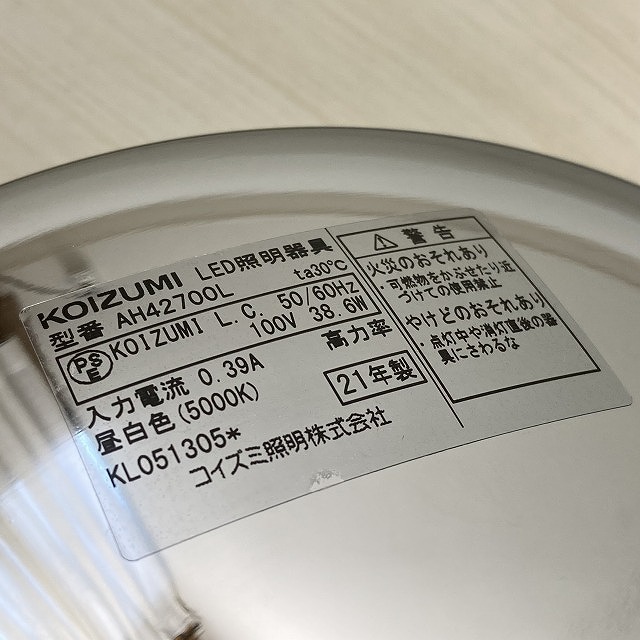 KOIZUMI LED照明器具
型番 AH42700L ta30℃
PSE KOIZUMI L.C. 50/60Hz
100V 38.6W
入力電流 0.39A 高力率
昼白色(5000K) 21年製
KL051305*
コイズミ照明株式会社
⚠ 警告
火災のおそれあり
・可燃物をかぶせたり近
づけての使用禁止
やけどのおそれあり
・点灯中や消灯直後の器
具にさわるな